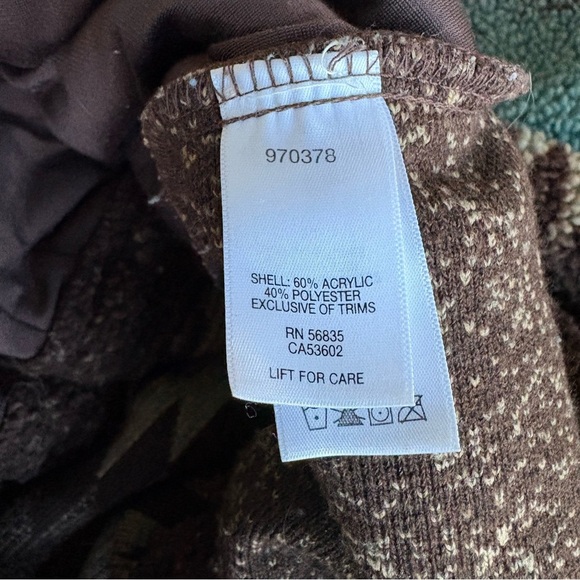 970378
SHELL: 60% ACRYLIC
40% POLYESTER
EXCLUSIVE OF TRIMS
RN 56835
CA53602
LIFT FOR CARE